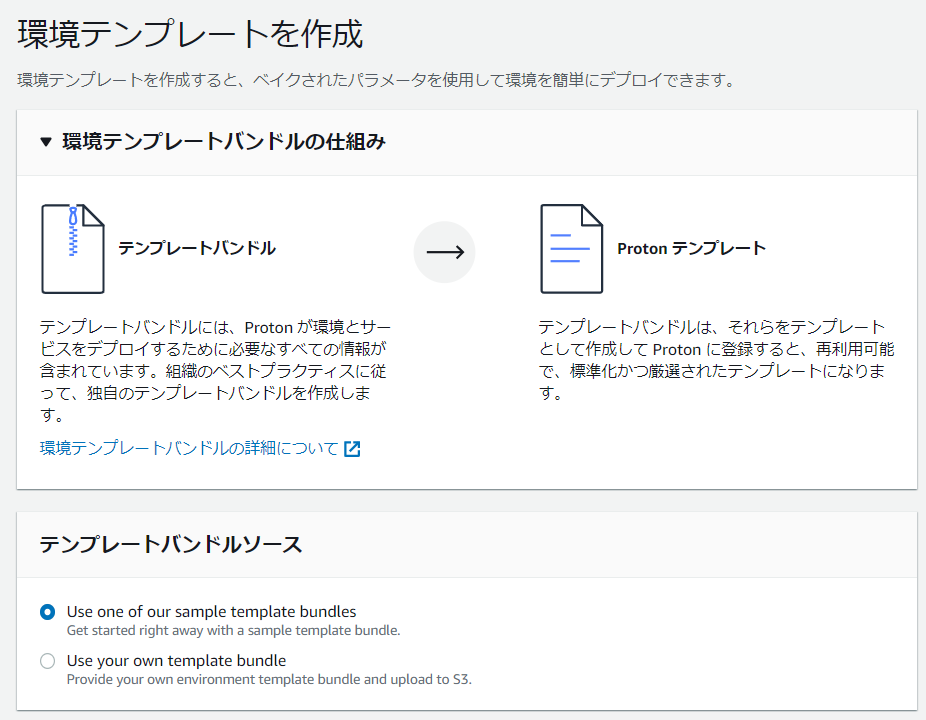 環境テンプレートを作成
環境テンプレートを作成すると、ベイクされたパラメータを使用して環境を簡単にデプロイできます。
▼ 環境テンプレートバンドルの仕組み
テンプレートバンドル
テンプレートバンドルには、Proton が環境とサー
ビスをデプロイするために必要なすべての情報が
含まれています。組織のベストプラクティスに従
って、独自のテンプレートバンドルを作成しま
す。
環境テンプレートバンドルの詳細について
Proton テンプレート
テンプレートバンドルは、それらをテンプレート
として作成して Proton に登録すると、再利用可能
で、標準化かつ厳選されたテンプレートになりま
す。
テンプレートバンドルソース
Use one of our sample template bundles
Get started right away with a sample template bundle.
Use your own template bundle
Provide your own environment template bundle and upload to S3.